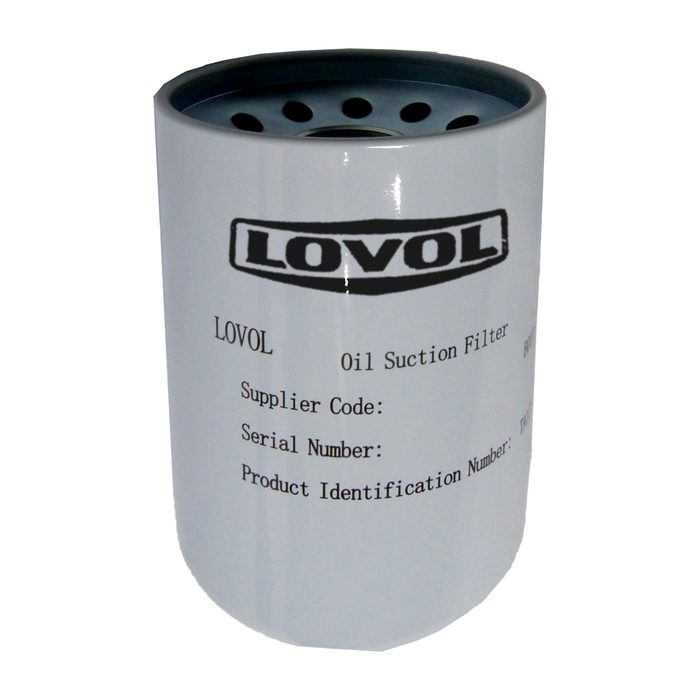 LOVOL
LOVOL Oil Suction Filter
Supplier Code:
Serial Number:
Product Identification Number: